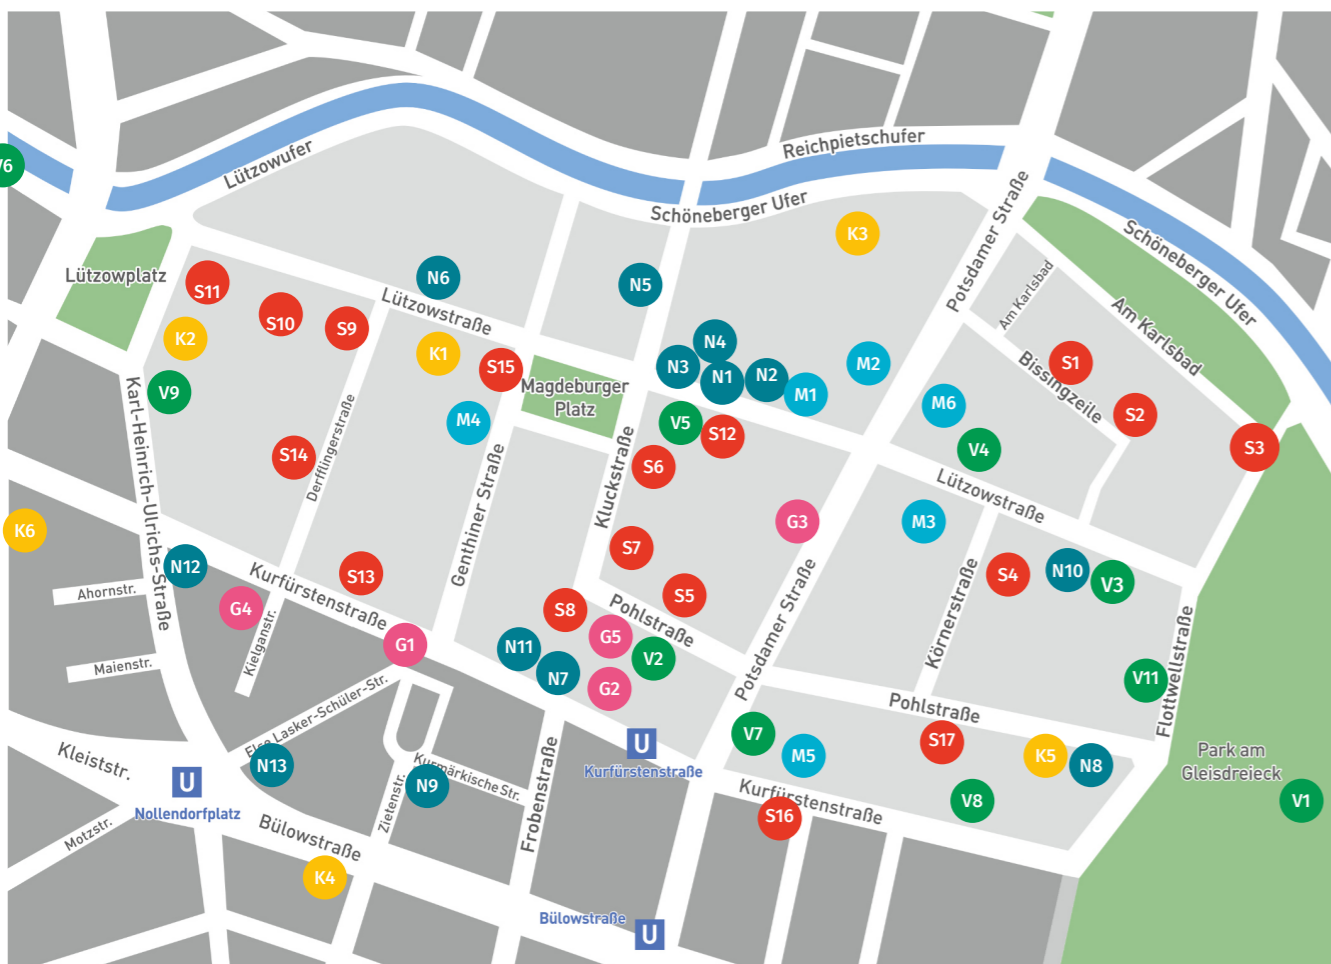 Reichpietschufer
Lützowufer
V6
Potsdamer Straße
Schöneberger Ufer
Schöneberger Ufer
K3
Lützowplatz
S11
N6
N5
Am Karlsbad
Am Karlsbad
S10
S9
Lützowstraße
K2
K1
S15
N4
N3
N1
N2
M1
M2
S1
Bissingzeile
Magdeburger
Platz
V9
Karl-Heinrich-Ulrichs-Straße
Derfflingerstraße
M4
V5
S12
M6
S2
V4
S3
S14
Genthiner Straße
Kluckstraße
S6
Lützowstraße
K6
G3
M3
S7
N12
Kurfürstenstraße
S13
S4
N10
V3
Ahornstr.
G4
S8
S5
Pohlstraße
Potsdamer Straße
Körnerstraße
Flottwellstraße
Kielganstr.
G1
G5
N11
V2
Maienstr.
N7
G2
V11
Else Lasker-Schüler-Str.
Pohlstraße
Kleiststr.
U
Kurfürstenstraße
V7
M5
S17
K5
N8
Park am
Gleisdreieck
N13
U
Nollendorfplatz
Kurmärkische Str.
N9
Zietenstr.
Frobenstraße
Kurfürstenstraße
S16
V8
V1
Motzstr.
Bülowstraße
K4
Bülowstraße
U